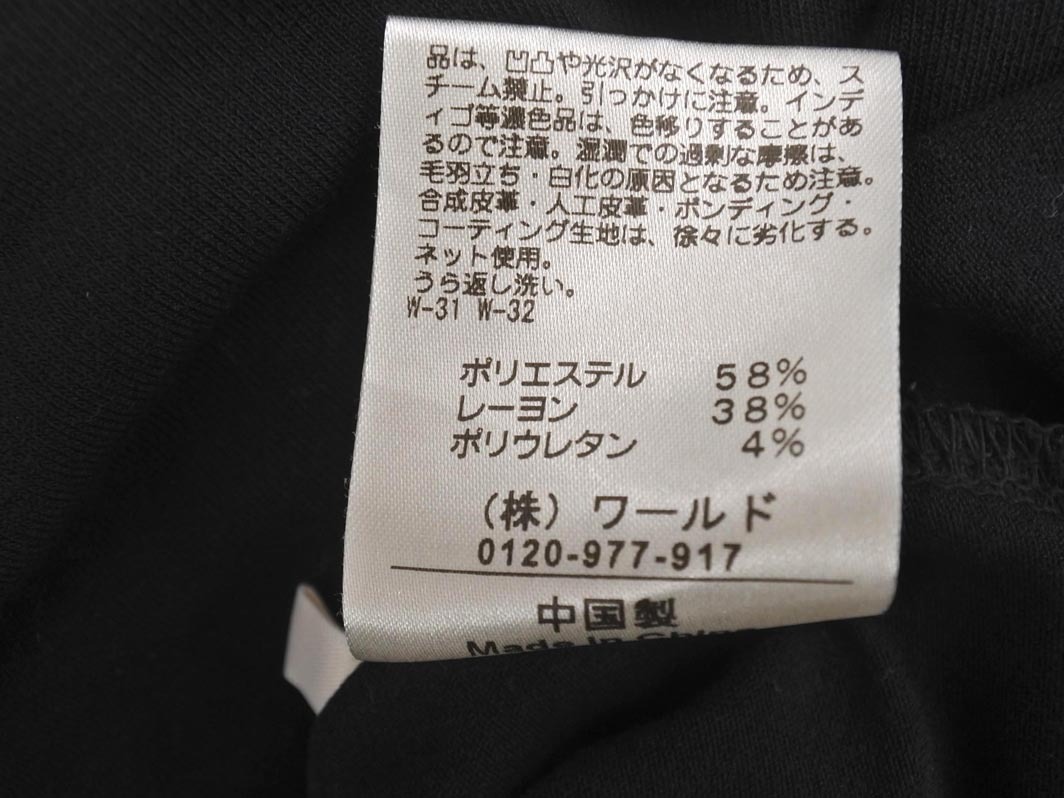 品は、凹凸や光沢がなくなるため、ス
チーム禁止。引っかけに注意。インデ
ィゴ等濃色品は、色移りすることがあ
るので注意。湿潤での過剰な摩擦は、
毛羽立ち・白化の原因となるため注意。
合成皮革・人工皮革・ボンディング・
コーティング生地は、徐々に劣化する。
ネット使用。
うら返し洗い。
W-31 W-32
ポリエステル 58%
レーヨン 38%
ポリウレタン 4%
(株) ワールド
0120-977-917
中国製
Made in China